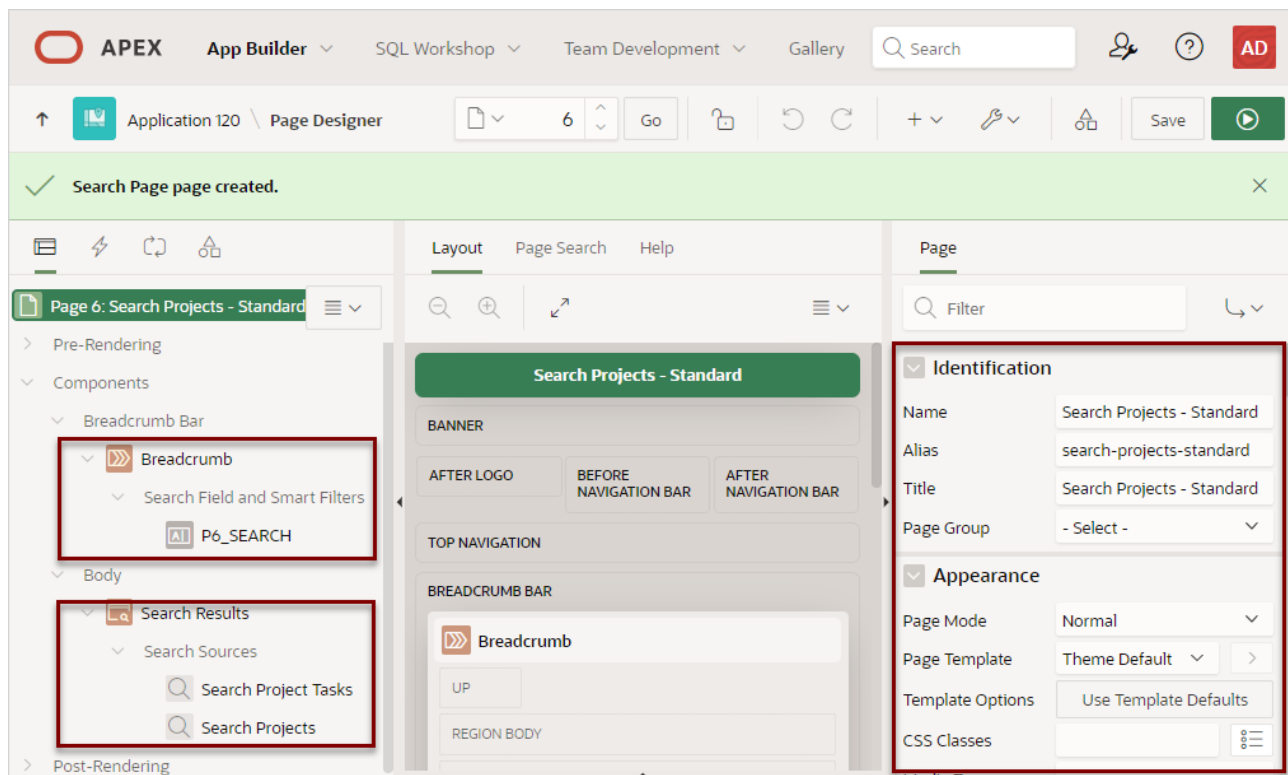 APEX App Builder SQL Workshop Team Development Gallery Search AD
Application 120 \ Page Designer 6 Go Save
Search Page page created.
Layout Page Search Help
Page
Page 6: Search Projects - Standard
Filter
Pre-Rendering
Components
Breadcrumb Bar
Breadcrumb
Search Field and Smart Filters
P6_SEARCH
Body
Search Results
Search Sources
Search Project Tasks
Search Projects
Post-Rendering
Search Projects - Standard
BANNER
AFTER LOGO
BEFORE
NAVIGATION BAR
AFTER
NAVIGATION BAR
TOP NAVIGATION
BREADCRUMB BAR
Breadcrumb
UP
REGION BODY
Identification
Name Search Projects - Standard
Alias search-projects-standard
Title Search Projects - Standard
Page Group - Select -
Appearance
Page Mode Normal
Page Template Theme Default
Template Options Use Template Defaults
CSS Classes